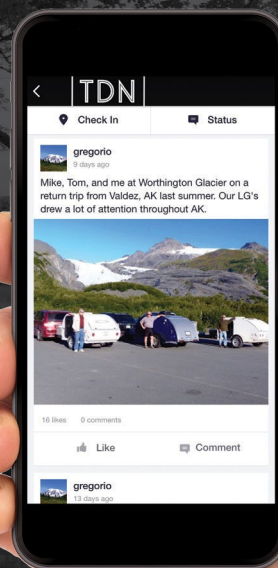 TDN
Check In Status
gregorio
9 days ago
Mike, Tom, and me at Worthington Glacier on a
return trip from Valdez, AK last summer. Our LG's
drew a lot of attention throughout AK.
16 likes 0 comments
Like Comment
gregorio
13 days ago